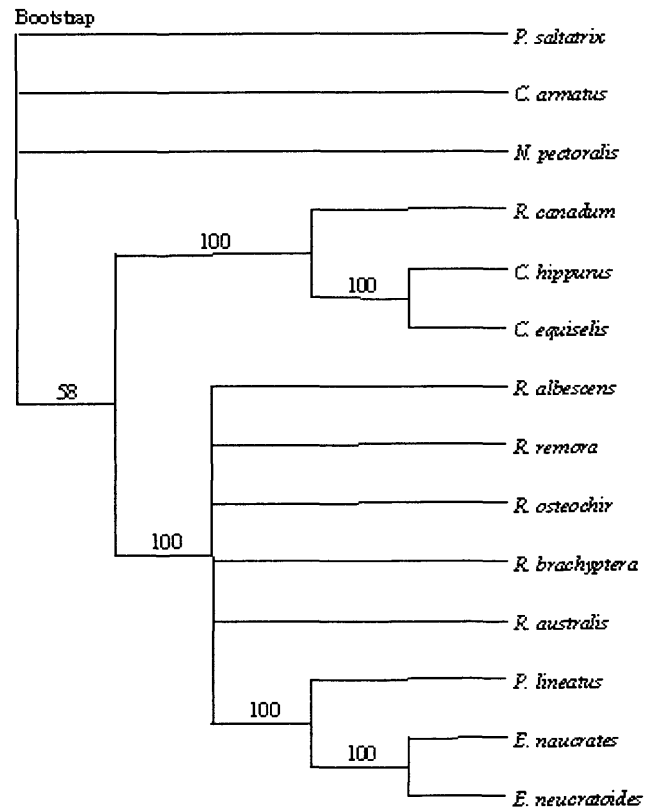 Bootstrap
P. saltatrix
C. armatus
N. pectoralis
R. canadum
100
C. hippurus
100
C. equiselis
R. albescens
58
R. remora
R. osteochir
100
R. brachyptera
R. australis
P. lineatus
100
E. naucrates
100
E. neucratoides